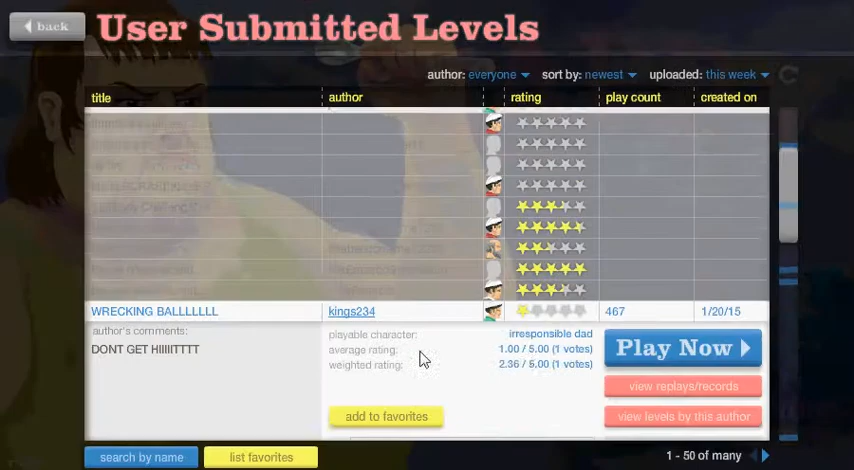 back
User Submitted Levels
author: everyone sort by: newest uploaded: this week
title author rating play count created on
WRECKING BALLLLLLL kings234 467 1/20/15
author's comments:
DONT GET HIIIIITTTT
playable character: irresponsible dad
average rating: 1.00 / 5.00 (1 votes)
weighted rating: 2.36 / 5.00 (1 votes)
Play Now
view replays/records
add to favorites
view levels by this author
search by name list favorites 1 - 50 of many